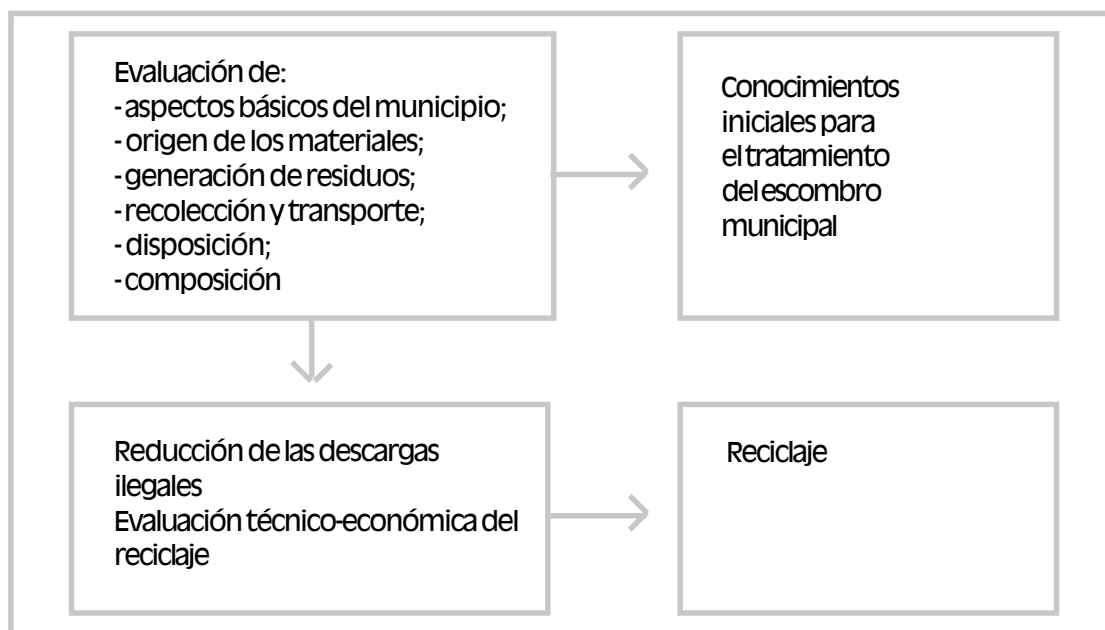 Evaluación de:
- aspectos básicos del municipio;
- origen de los materiales;
- generación de residuos;
- recolección y transporte;
- disposición;
- composición
Conocimientos
iniciales para
el tratamiento
del escombro
municipal
Reducción de las descargas
ilegales
Evaluación técnico-económica del
reciclaje
Reciclaje